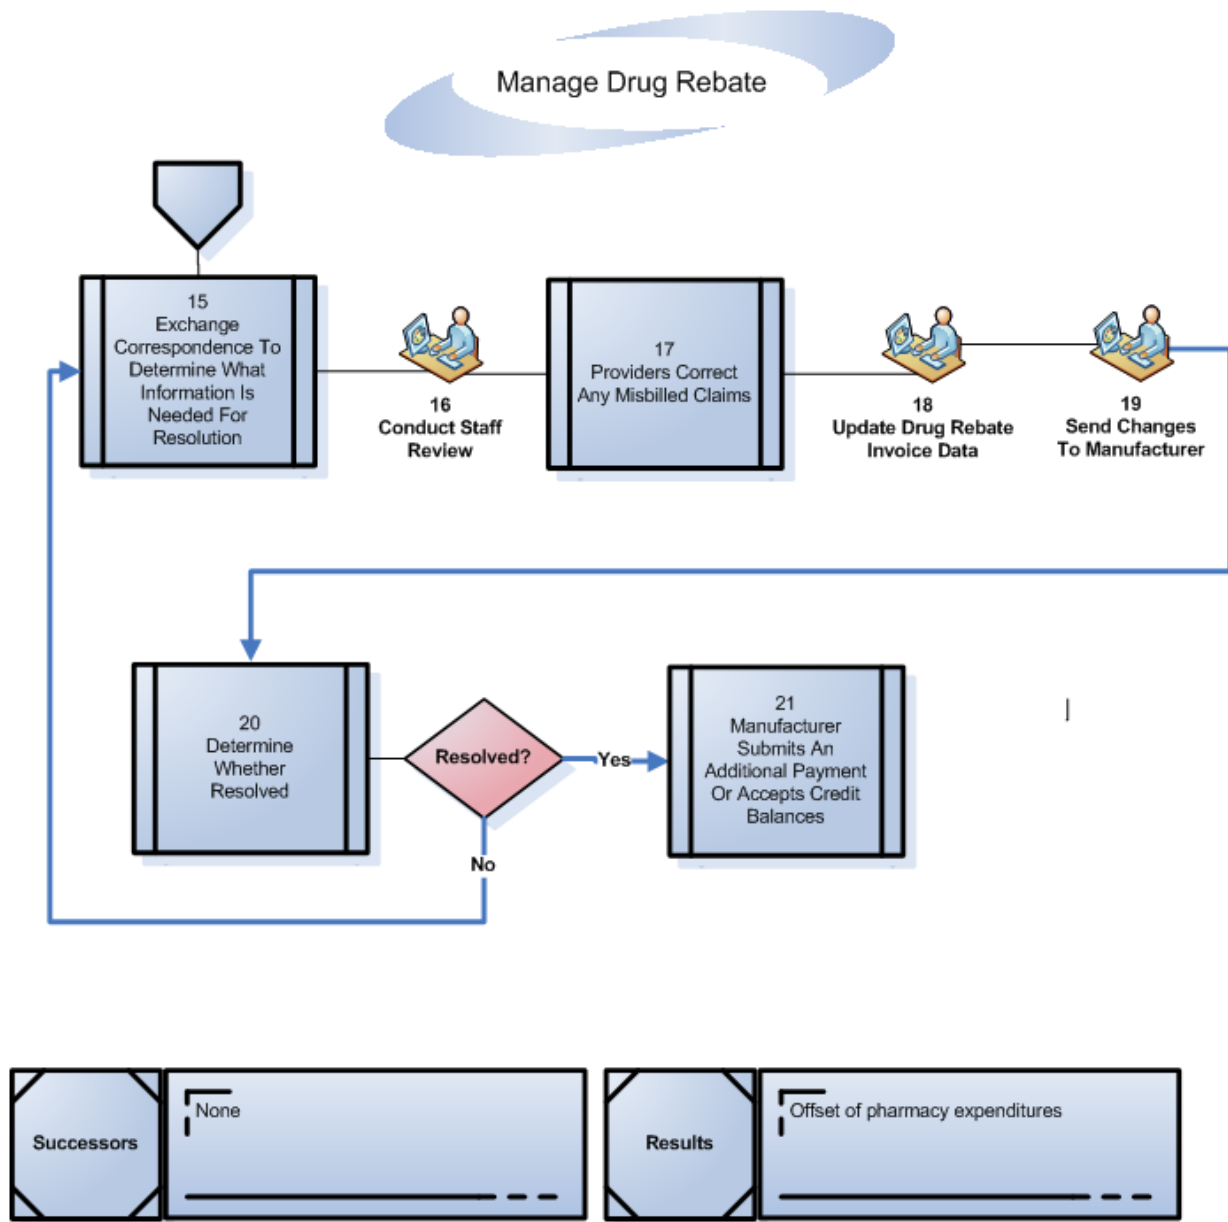 Manage Drug Rebate
15
Exchange
Correspondence To
Determine What
Information Is
Needed For
Resolution
16
Conduct Staff
Review
17
Providers Correct
Any Misbilled Claims
18
Update Drug Rebate
Invoice Data
19
Send Changes
To Manufacturer
20
Determine
Whether
Resolved
Resolved?
Yes
No
21
Manufacturer
Submits An
Additional Payment
Or Accepts Credit
Balances
Successors
None
Results
Offset of pharmacy expenditures